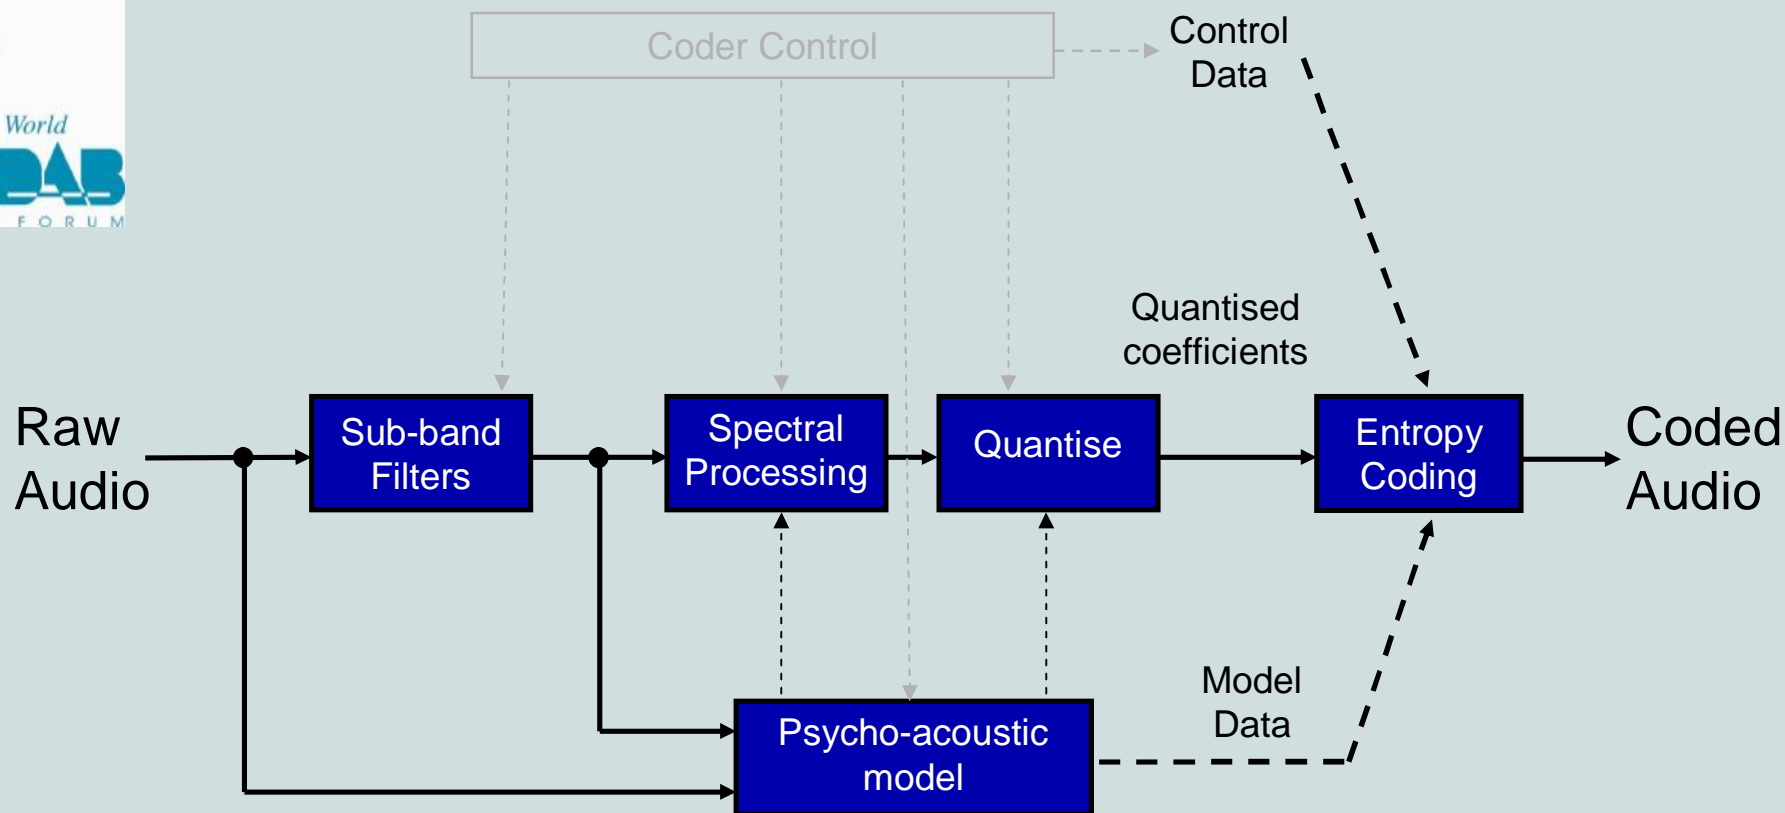 World
DAB
FORUM
Coder Control
Control
Data
Quantised
coefficients
Raw
Audio
Sub-band
Filters
Spectral
Processing
Quantise
Entropy
Coding
Coded
Audio
Psycho-acoustic
model
Model
Data